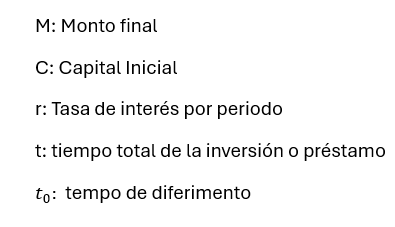 M: Monto final
C: Capital Inicial
r: Tasa de interés por periodo
t: tiempo total de la inversión o préstamo
t₀: tempo de diferimento